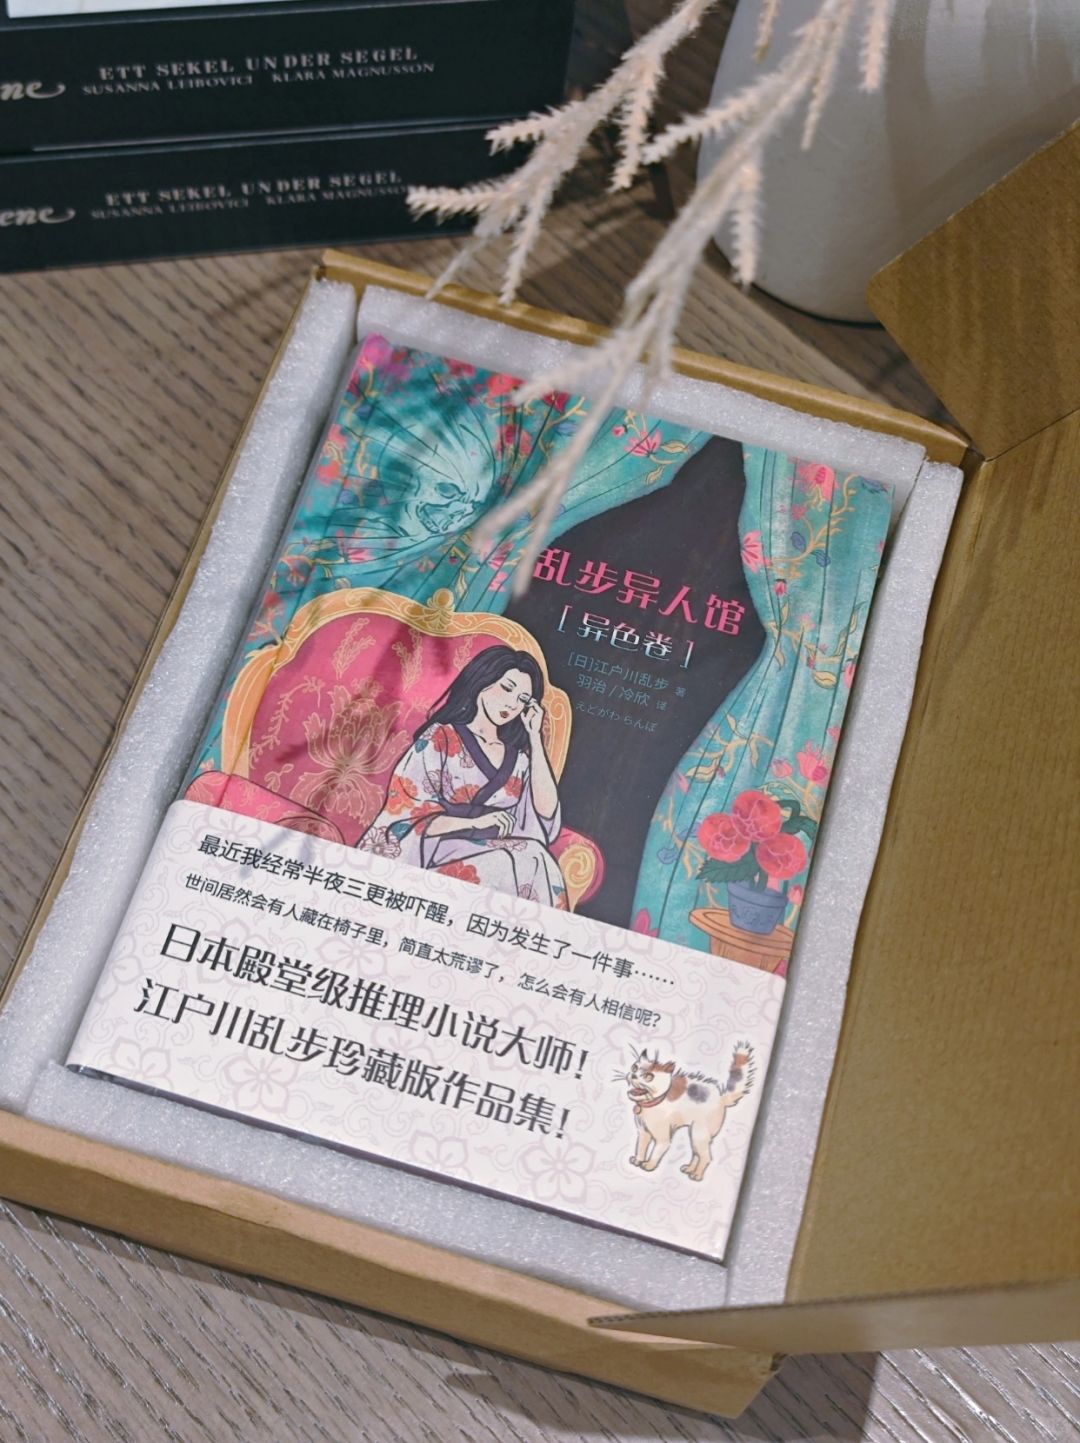 ETT SEKEL UNDER SEGEL
SUSANNA LEIBOVICI KLARA MAGNUSSON
ETT SEKEL UNDER SEGEL
SUSANNA LEIBOVICI KLARA MAGNUSSON
乱步异人馆
[异色卷]
[日]江户川乱步 著
羽治/冷欣 译
えどがわ らんぽ
最近我经常半夜三更被吓醒，因为发生了一件事……
世间居然会有人藏在椅子里，简直太荒谬了，怎么会有人相信呢？
日本殿堂级推理小说大师！
江户川乱步珍藏版作品集！